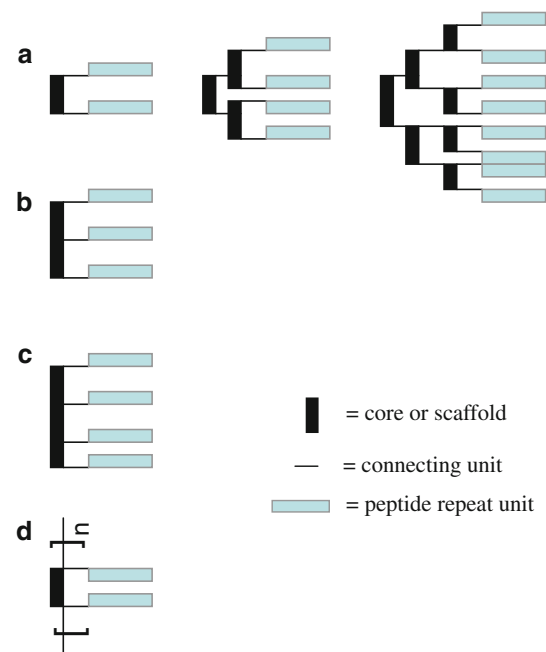 a
b
c
= core or scaffold
= connecting unit
= peptide repeat unit
d
n